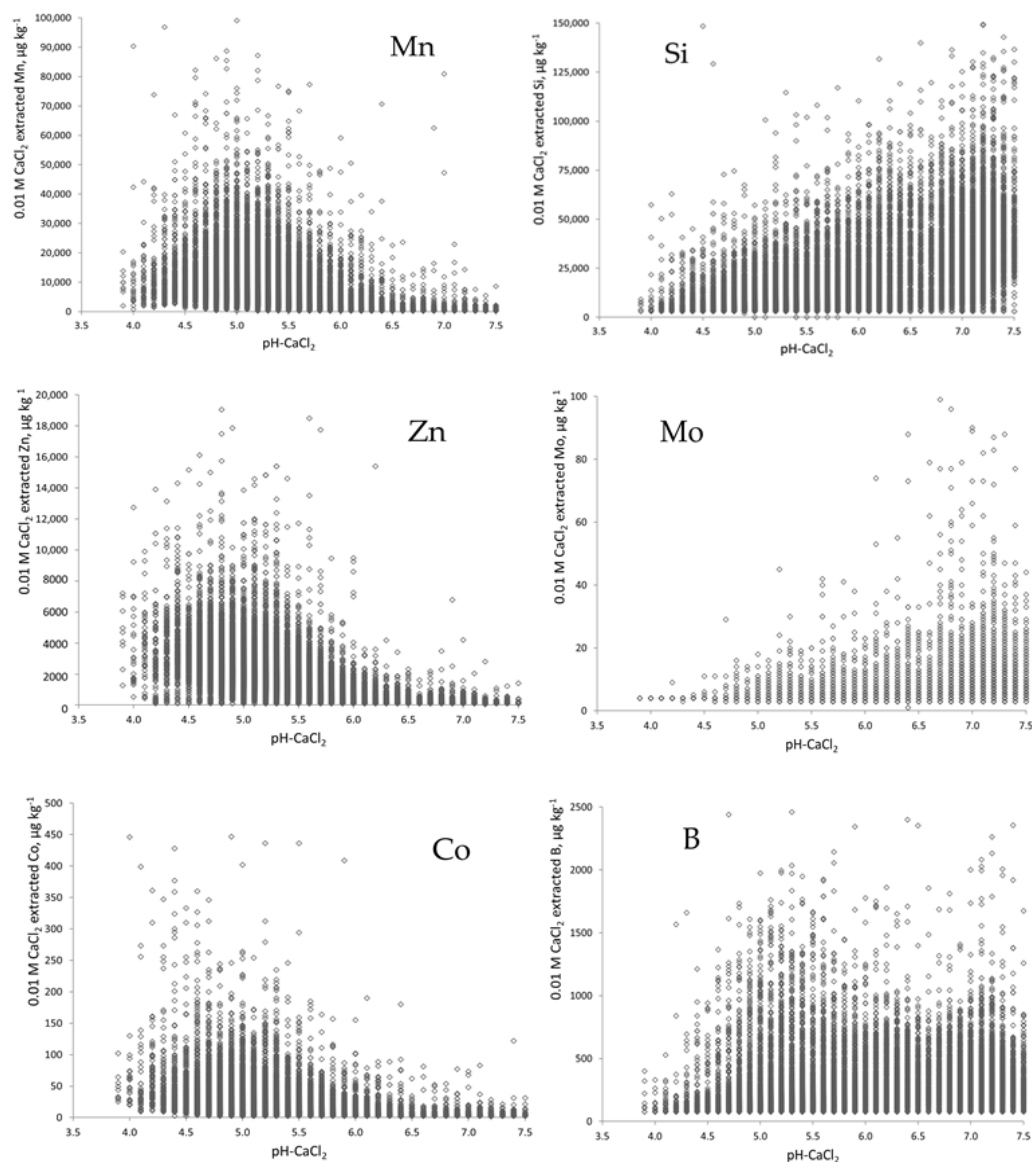 Mn
0.01 M CaCl₂ extracted Mn, µg kg⁻¹
100,000
90,000
80,000
70,000
60,000
50,000
40,000
30,000
20,000
10,000
0
3.5 4.0 4.5 5.0 5.5 6.0 6.5 7.0 7.5
pH-CaCl₂
Si
0.01 M CaCl₂ extracted Si, µg kg⁻¹
150,000
125,000
100,000
75,000
50,000
25,000
0
3.5 4.0 4.5 5.0 5.5 6.0 6.5 7.0 7.5
pH-CaCl₂
Zn
0.01 M CaCl₂ extracted Zn, µg kg⁻¹
20,000
18,000
16,000
14,000
12,000
10,000
8000
6000
4000
2000
0
3.5 4.0 4.5 5.0 5.5 6.0 6.5 7.0 7.5
pH-CaCl₂
Mo
0.01 M CaCl₂ extracted Mo, µg kg⁻¹
100
80
60
40
20
0
3.5 4.0 4.5 5.0 5.5 6.0 6.5 7.0 7.5
pH-CaCl₂
Co
0.01 M CaCl₂ extracted Co, µg kg⁻¹
500
450
400
350
300
250
200
150
100
50
0
3.5 4.0 4.5 5.0 5.5 6.0 6.5 7.0 7.5
pH-CaCl₂
B
0.01 M CaCl₂ extracted B, µg kg⁻¹
2500
2000
1500
1000
500
0
3.5 4.0 4.5 5.0 5.5 6.0 6.5 7.0 7.5
pH-CaCl₂